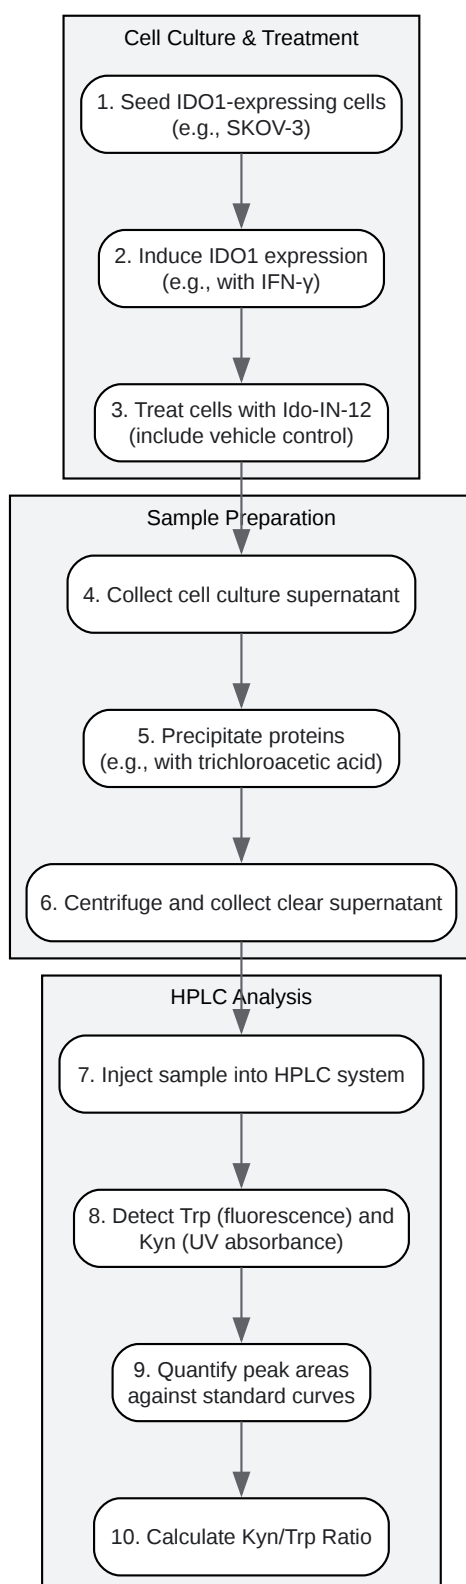 Cell Culture & Treatment
1. Seed IDO1-expressing cells
(e.g., SKOV-3)
2. Induce IDO1 expression
(e.g., with IFN-γ)
3. Treat cells with Ido-IN-12
(include vehicle control)
Sample Preparation
4. Collect cell culture supernatant
5. Precipitate proteins
(e.g., with trichloroacetic acid)
6. Centrifuge and collect clear supernatant
HPLC Analysis
7. Inject sample into HPLC system
8. Detect Trp (fluorescence) and
Kyn (UV absorbance)
9. Quantify peak areas
against standard curves
10. Calculate Kyn/Trp Ratio